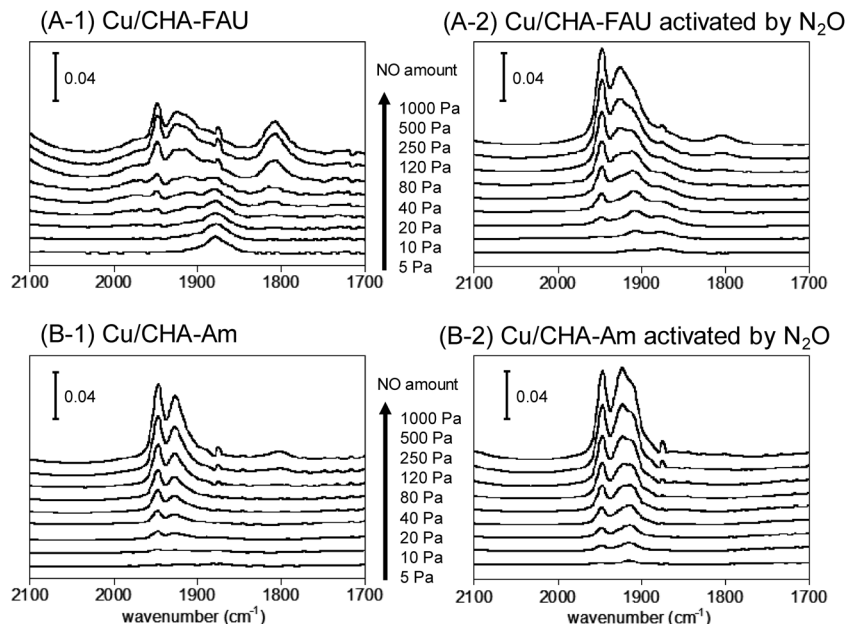 (A-1) Cu/CHA-FAU
(A-2) Cu/CHA-FAU activated by N₂O
0.04
NO amount
1000 Pa
500 Pa
250 Pa
120 Pa
80 Pa
40 Pa
20 Pa
10 Pa
5 Pa
0.04
2100 2000 1900 1800 1700
2100 2000 1900 1800 1700
(B-1) Cu/CHA-Am
(B-2) Cu/CHA-Am activated by N₂O
0.04
NO amount
1000 Pa
500 Pa
250 Pa
120 Pa
80 Pa
40 Pa
20 Pa
10 Pa
5 Pa
0.04
2100 2000 1900 1800 1700
wavenumber (cm⁻¹)
2100 2000 1900 1800 1700
wavenumber (cm⁻¹)